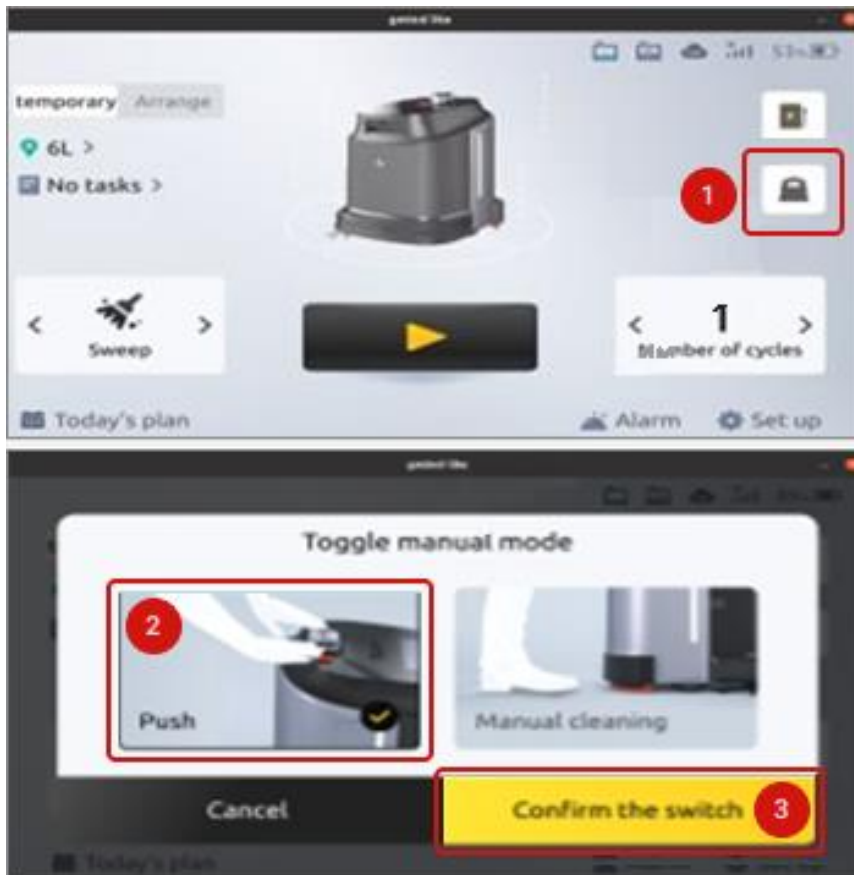 temporary Arrange
6L >
No tasks >
1
< Sweep >
< 1 >
Number of cycles
Today's plan
Alarm
Set up
Toggle manual mode
2
Push
Manual cleaning
Cancel
Confirm the switch
3
Today's plan